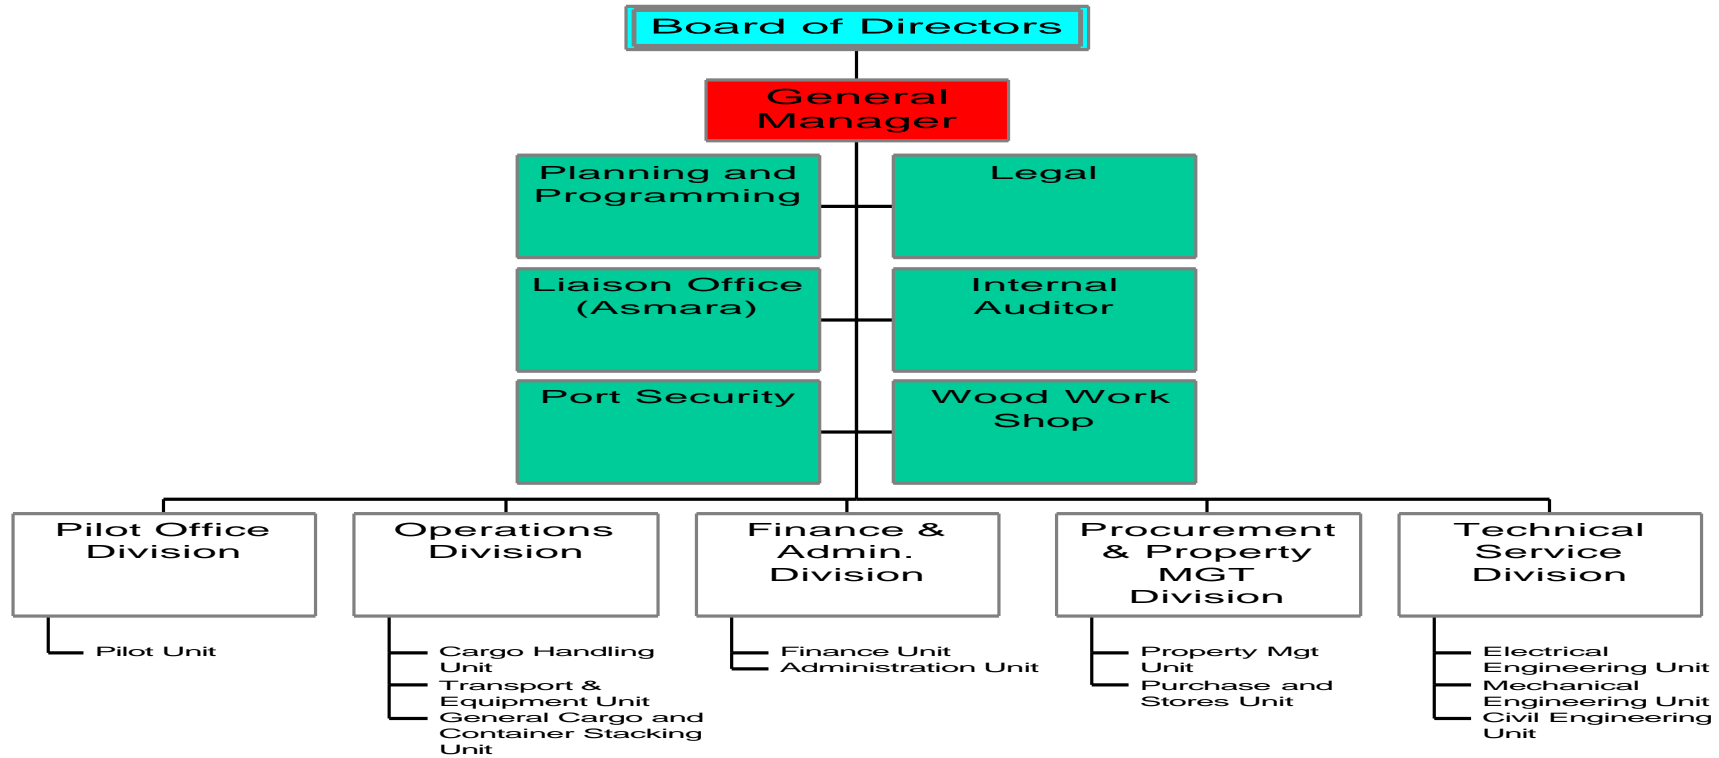 Board of Directors
General
Manager
Planning and
Programming
Legal
Liaison Office
(Asmara)
Internal
Auditor
Port Security
Wood Work
Shop
Pilot Office
Division
Operations
Division
Finance &
Admin.
Division
Procurement
& Property
MGT
Division
Technical
Service
Division
Pilot Unit
Cargo Handling
Unit
Transport &
Equipment Unit
General Cargo and
Container Stacking
Unit
Finance Unit
Administration Unit
Property Mgt
Unit
Purchase and
Stores Unit
Electrical
Engineering Unit
Mechanical
Engineering Unit
Civil Engineering
Unit